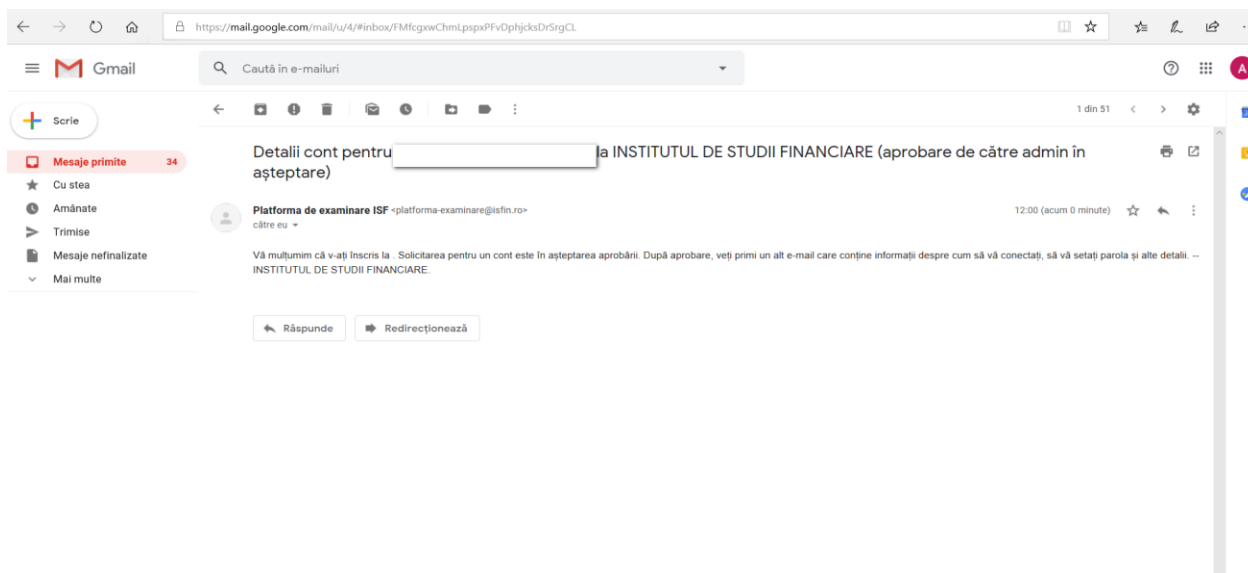 https://mail.google.com/mail/u/4/#inbox/FMfcgxwChmLpspxPFvDphjcksDrSrgCL
Gmail
Caută în e-mailuri
A
Scrie
1 din 51
Mesaje primite 34
Cu stea
Amânate
Trimise
Mesaje nefinalizate
Mai multe
Detalii cont pentru la INSTITUTUL DE STUDII FINANCIARE (aprobare de către admin în
așteptare)
Platforma de examinare ISF <platforma-examinare@isfin.ro> 12:00 (acum 0 minute)
către eu
Vă mulțumim că v-ați înscris la . Solicitarea pentru un cont este în așteptarea aprobării. După aprobare, veți primi un alt e-mail care conține informații despre cum să vă conectați, să vă setați parola și alte detalii. --
INSTITUTUL DE STUDII FINANCIARE.
Răspunde Redirecționează